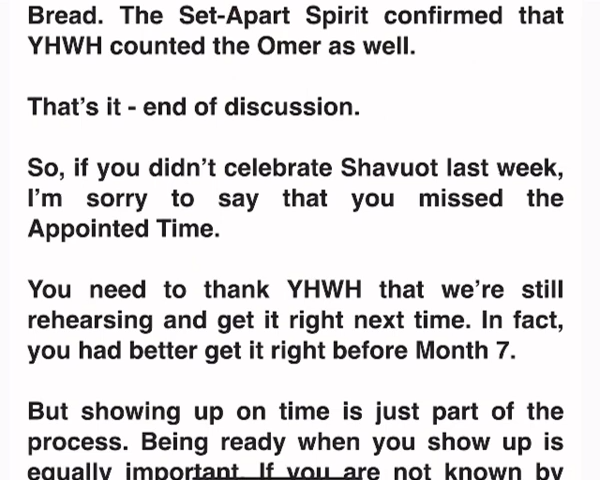 Bread. The Set-Apart Spirit confirmed that
YHWH counted the Omer as well.
That’s it - end of discussion.
So, if you didn’t celebrate Shavuot last week,
I’m sorry to say that you missed the
Appointed Time.
You need to thank YHWH that we’re still
rehearsing and get it right next time. In fact,
you had better get it right before Month 7.
But showing up on time is just part of the
process. Being ready when you show up is
equally important. If you are not known by